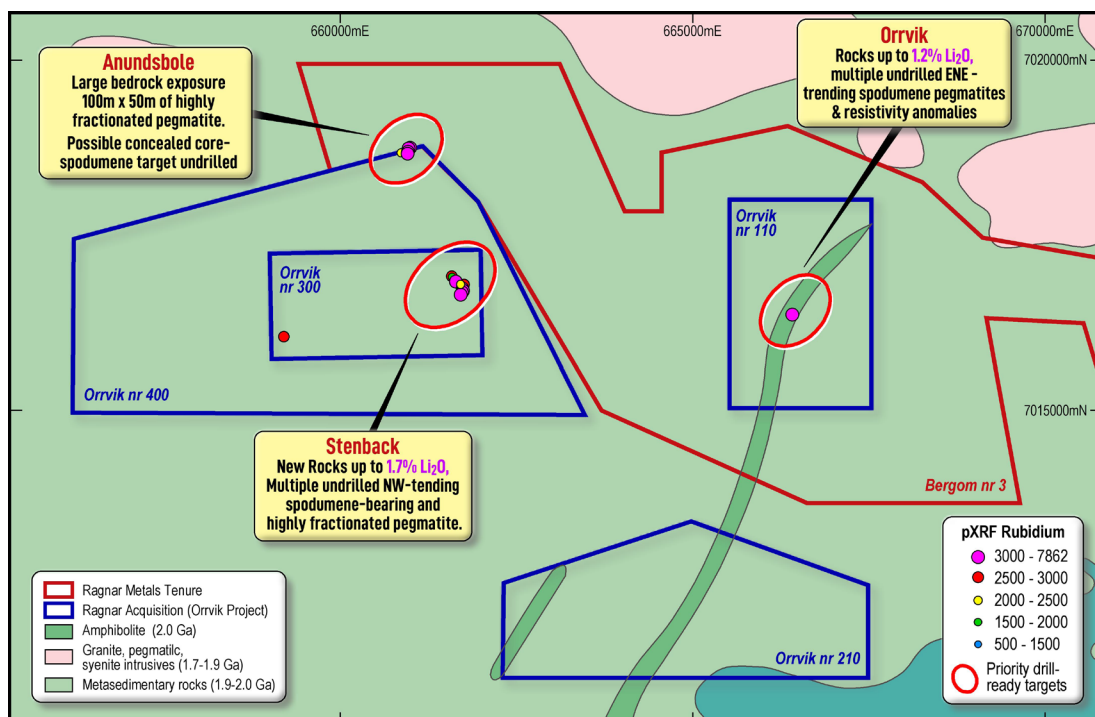 660000mE
665000mE
670000mE
7020000mN
Anundsbole
Large bedrock exposure
100m x 50m of highly
fractionated pegmatite.
Possible concealed core-
spodumene target undrilled
Orrvik
Rocks up to 1.2% Li₂O,
multiple undrilled ENE -
trending spodumene pegmatites
& resistivity anomalies
Orrvik
nr 110
Orrvik
nr 300
Orrvik nr 400
7015000mN
Stenback
New Rocks up to 1.7% Li₂O,
Multiple undrilled NW-tending
spodumene-bearing and
highly fractionated pegmatite.
Bergom nr 3
Orrvik nr 210
Ragnar Metals Tenure
Ragnar Acquisition (Orrvik Project)
Amphibolite (2.0 Ga)
Granite, pegmatilc,
syenite intrusives (1.7-1.9 Ga)
Metasedimentary rocks (1.9-2.0 Ga)
pXRF Rubidium
3000 - 7862
2500 - 3000
2000 - 2500
1500 - 2000
500 - 1500
Priority drill-
ready targets